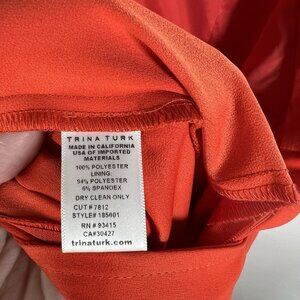 TRINA TURK
MADE IN CALIFORNIA
USA OF IMPORTED
MATERIALS
100% POLYESTER
LINING
94% POLYESTER
6% SPANDEX
DRY CLEAN ONLY
CUT # 7812
STYLE# 185601
RN # 93415
CA#30427
trinaturk.com